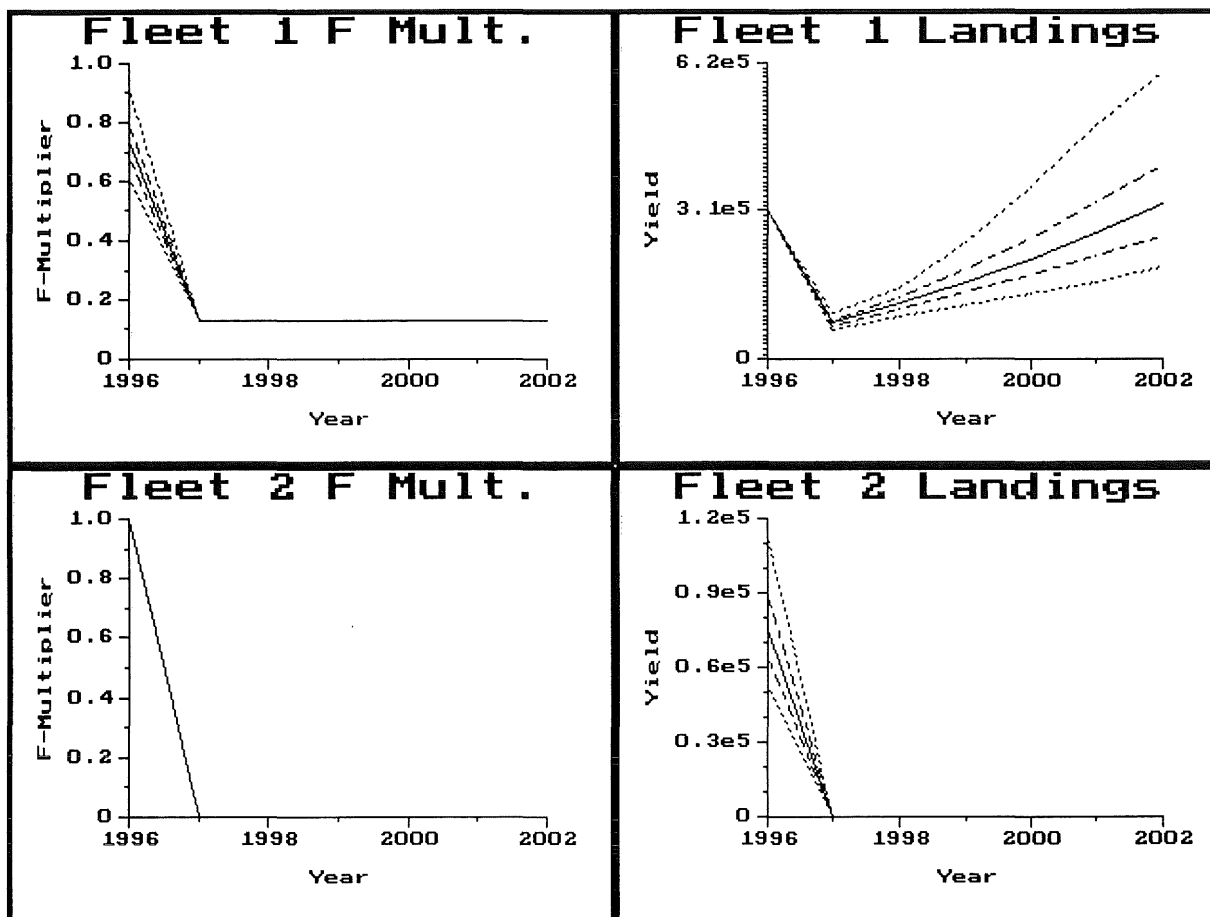 Fleet 1 F Mult.
1.0
0.8
0.6
0.4
0.2
0
F-Multiplier
1996
1998
2000
2002
Year
Fleet 1 Landings
6.2e5
3.1e5
0
Yield
1996
1998
2000
2002
Year
Fleet 2 F Mult.
1.0
0.8
0.6
0.4
0.2
0
F-Multiplier
1996
1998
2000
2002
Year
Fleet 2 Landings
1.2e5
0.9e5
0.6e5
0.3e5
0
Yield
1996
1998
2000
2002
Year